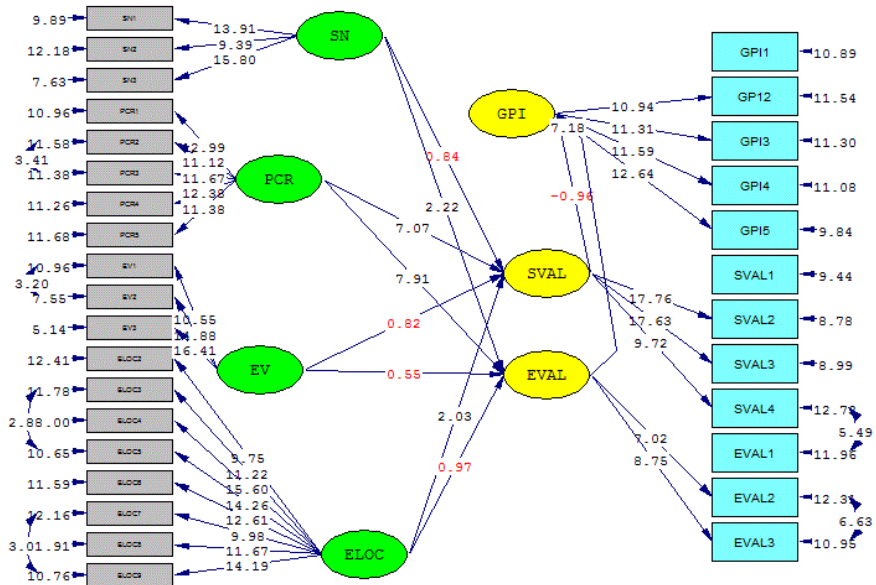 9.89 SN1
12.18 SN2
7.63 SN3
10.96 PCR1
11.58 PCR2
3.41
11.38 PCR3
11.26 PCR4
11.68 PCR5
10.96 EV1
3.20
7.55 EV2
5.14 EV3
12.41 ELOC2
11.78 ELOC3
2.88.00 ELOC4
10.65 ELOC5
11.59 ELOC6
12.16 ELOC7
3.01.91 ELOC8
10.76 ELOC9
13.91
9.39
15.80
12.99
11.12
11.67
12.38
11.38
10.55
14.88
16.41
9.75
11.22
15.60
14.26
12.61
9.98
11.67
14.19
SN
PCR
EV
ELOC
0.84
2.22
7.07
7.91
0.82
0.55
2.03
0.97
GPI
SVAL
EVAL
7.18
-0.96
10.94
11.31
11.59
12.64
17.76
17.63
9.72
7.02
8.75
GPI1 10.89
GP12 11.54
GPI3 11.30
GPI4 11.08
GPI5 9.84
SVAL1 9.44
SVAL2 8.78
SVAL3 8.99
SVAL4
5.49
EVAL1 11.96
EVAL2
6.63
EVAL3 10.95